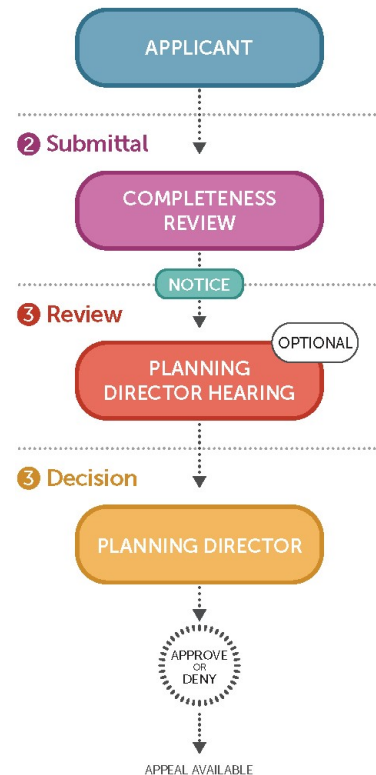 APPLICANT
2 Submittal
COMPLETENESS
REVIEW
NOTICE
3 Review
OPTIONAL
PLANNING
DIRECTOR HEARING
3 Decision
PLANNING DIRECTOR
APPROVE
OR
DENY
APPEAL AVAILABLE